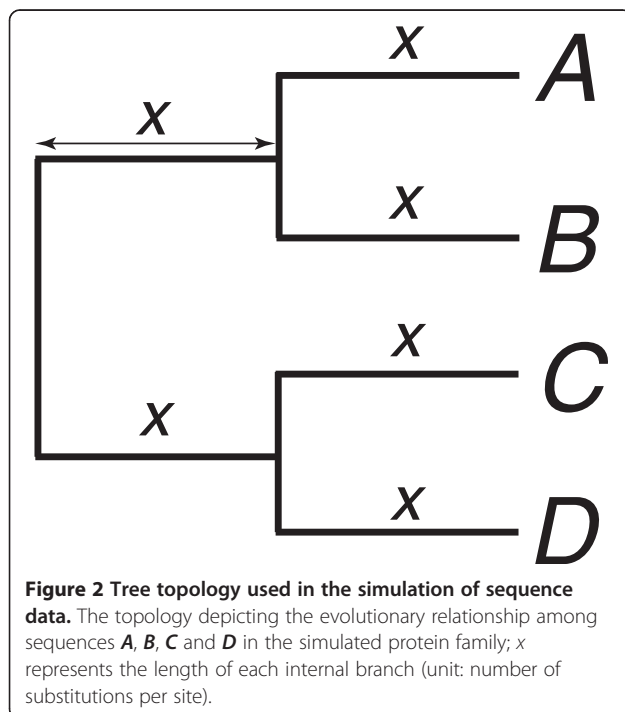 x
A
x
x
B
x
C
x
x
D
Figure 2 Tree topology used in the simulation of sequence
data. The topology depicting the evolutionary relationship among
sequences A, B, C and D in the simulated protein family; x
represents the length of each internal branch (unit: number of
substitutions per site).